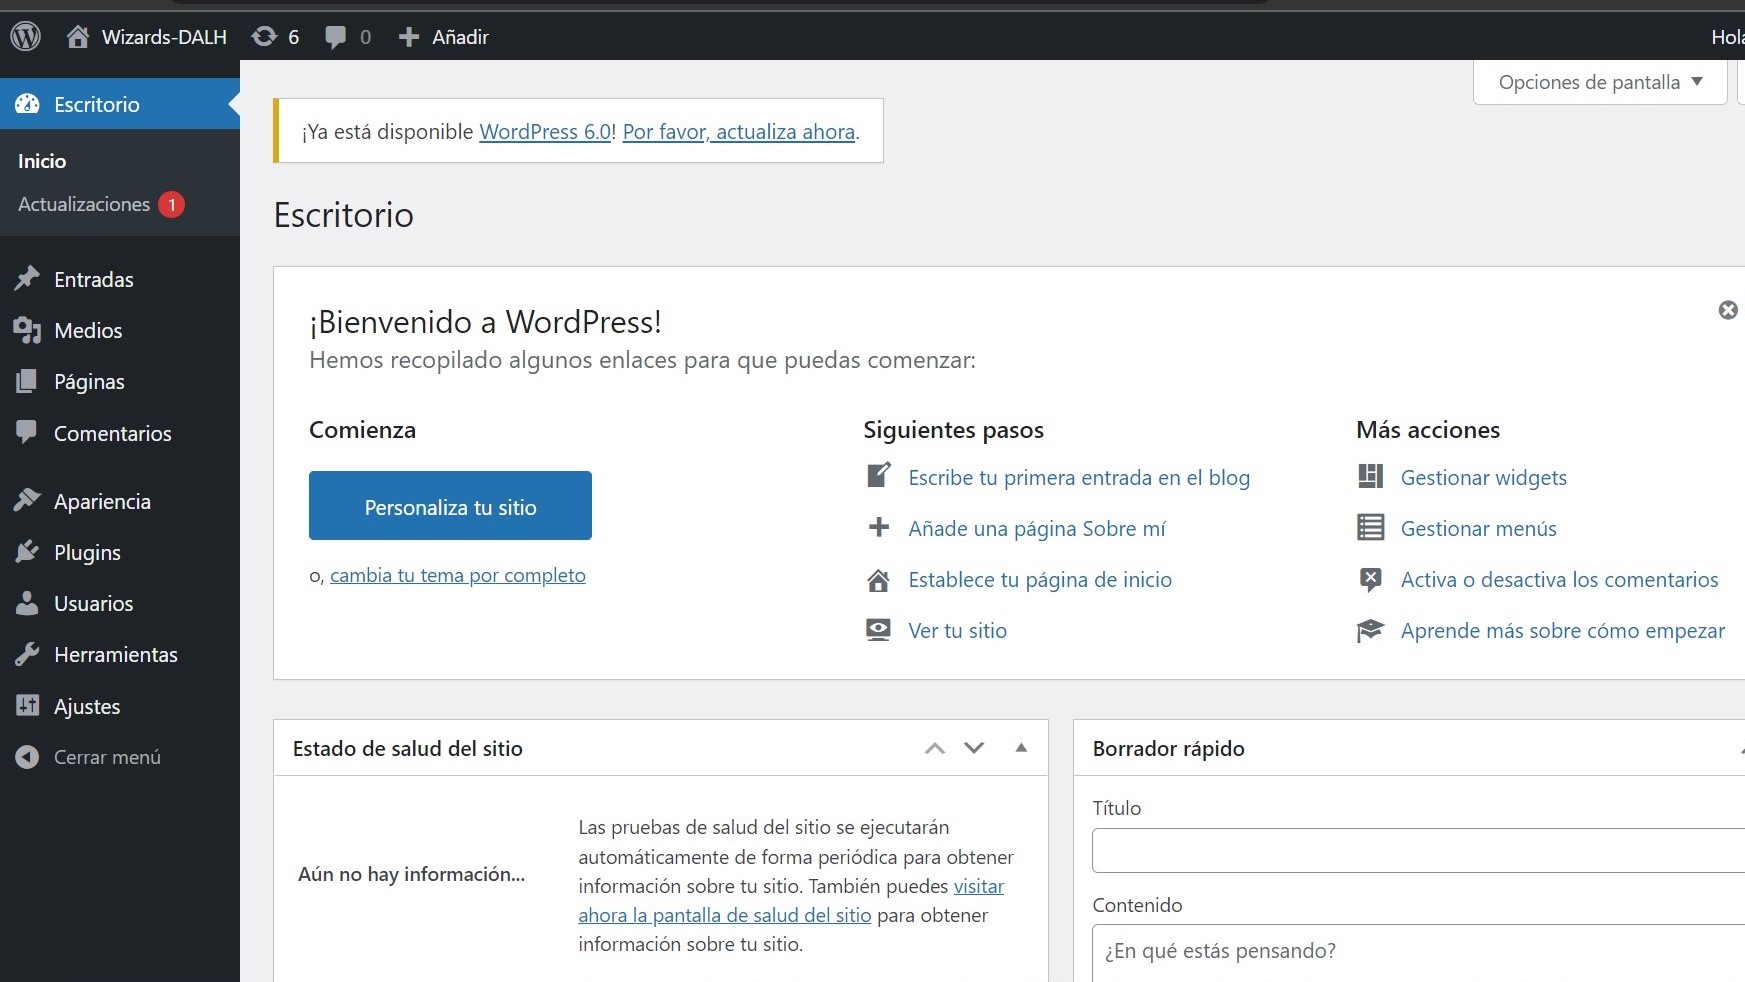 Wizards-DALH 6 0 Añadir
Opciones de pantalla
Escritorio
Inicio
Actualizaciones 1
Entradas
Medios
Páginas
Comentarios
Apariencia
Plugins
Usuarios
Herramientas
Ajustes
Cerrar menú
¡Ya está disponible WordPress 6.0! Por favor, actualiza ahora.
Escritorio
¡Bienvenido a WordPress!
Hemos recopilado algunos enlaces para que puedas comenzar:
Comienza
Personaliza tu sitio
o, cambia tu tema por completo
Siguientes pasos
Escribe tu primera entrada en el blog
Añade una página Sobre mí
Establece tu página de inicio
Ver tu sitio
Más acciones
Gestionar widgets
Gestionar menús
Activa o desactiva los comentarios
Aprende más sobre cómo empezar
Estado de salud del sitio
Aún no hay información...
Las pruebas de salud del sitio se ejecutarán
automáticamente de forma periódica para obtener
información sobre tu sitio. También puedes visitar
ahora la pantalla de salud del sitio para obtener
información sobre tu sitio.
Borrador rápido
Título
Contenido
¿En qué estás pensando?